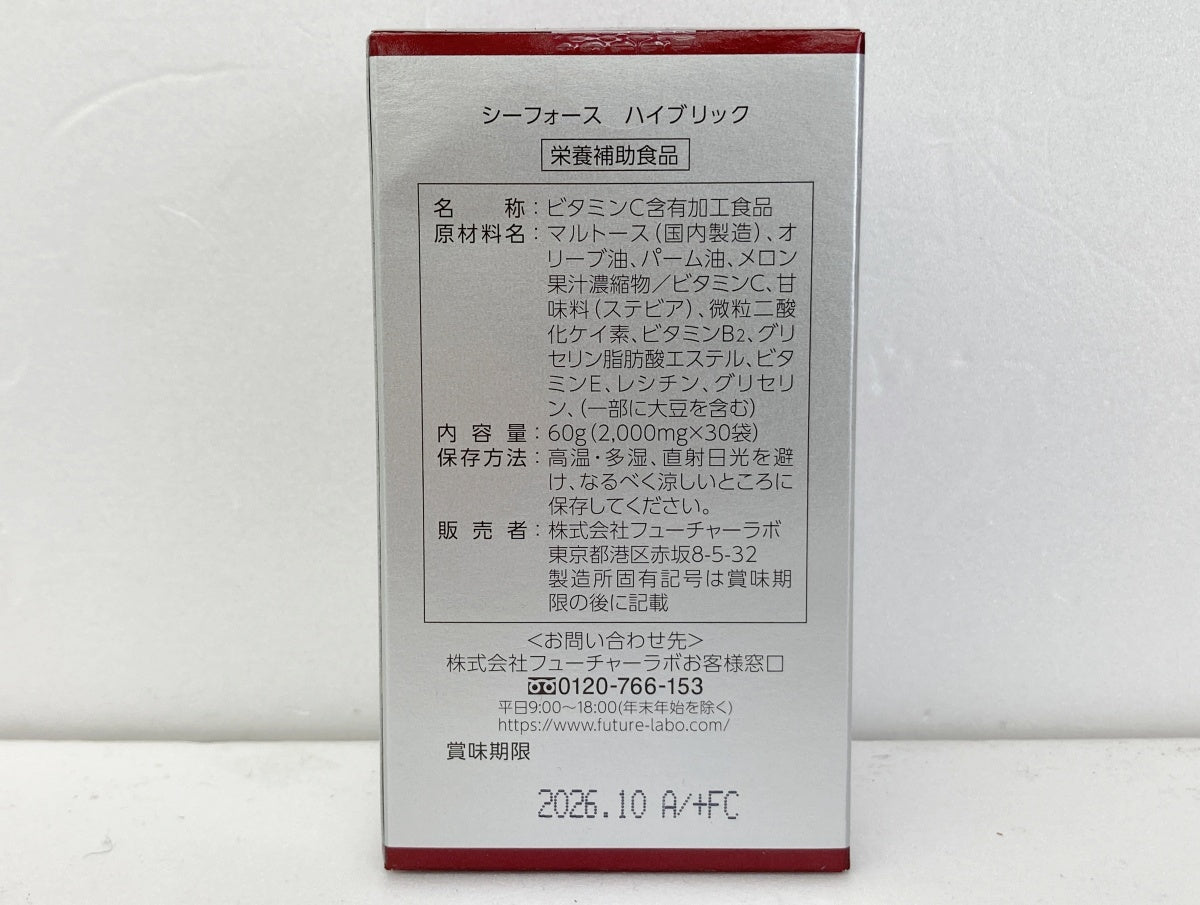 シーフォース ハイブリック
栄養補助食品
名称：ビタミンC含有加工食品
原材料名：マルトース（国内製造）、オ
リーブ油、パーム油、メロン
果汁濃縮物／ビタミンC、甘
味料（ステビア）、微粒二酸
化ケイ素、ビタミンB2、グリ
セリン脂肪酸エステル、ビタ
ミンE、レシチン、グリセリ
ン、（一部に大豆を含む）
内容量：60g（2,000mg×30袋）
保存方法：高温・多湿、直射日光を避
け、なるべく涼しいところに
保存してください。
販売者：株式会社フューチャーラボ
東京都港区赤坂8-5-32
製造所固有記号は賞味期
限の後に記載
＜お問い合わせ先＞
株式会社フューチャーラボお客様窓口
0120-766-153
平日9:00～18:00(年末年始を除く)
https://www.future-labo.com/
賞味期限
2026.10 A/+FC